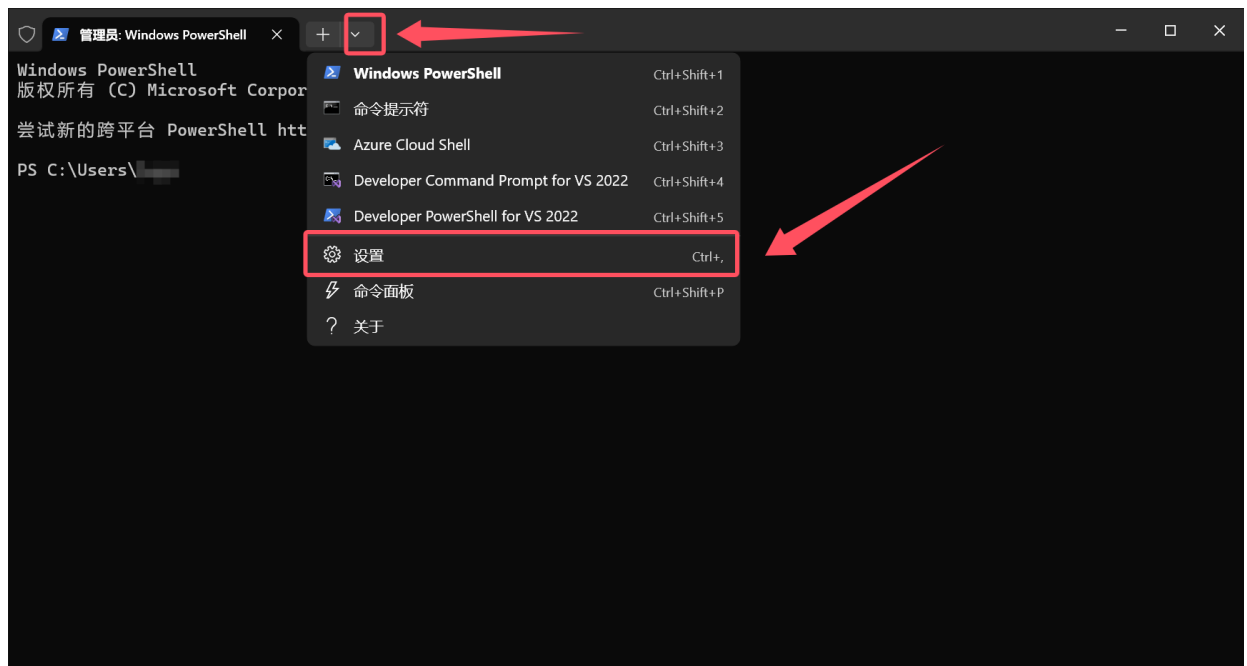 管理员: Windows PowerShell
Windows PowerShell
版权所有 (C) Microsoft Corpor
尝试新的跨平台 PowerShell htt
PS C:\Users\
Windows PowerShell Ctrl+Shift+1
命令提示符 Ctrl+Shift+2
Azure Cloud Shell Ctrl+Shift+3
Developer Command Prompt for VS 2022 Ctrl+Shift+4
Developer PowerShell for VS 2022 Ctrl+Shift+5
设置 Ctrl+,
命令面板 Ctrl+Shift+P
关于